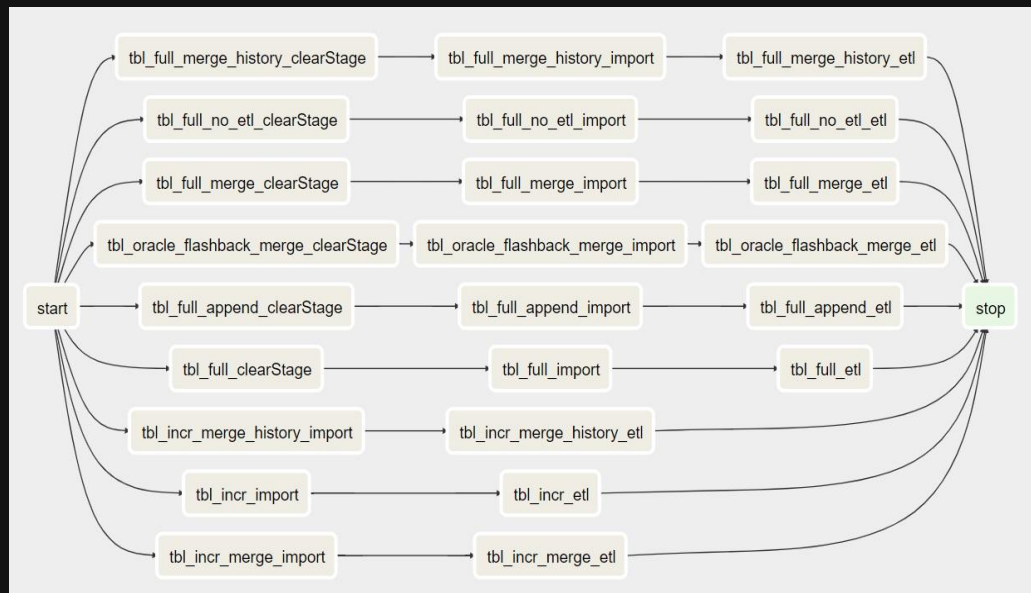 tbl_full_merge_history_clearStage tbl_full_merge_history_import tbl_full_merge_history_etl
tbl_full_no_etl_clearStage tbl_full_no_etl_import tbl_full_no_etl_etl
tbl_full_merge_clearStage tbl_full_merge_import tbl_full_merge_etl
tbl_oracle_flashback_merge_clearStage tbl_oracle_flashback_merge_import tbl_oracle_flashback_merge_etl
start tbl_full_append_clearStage tbl_full_append_import tbl_full_append_etl stop
tbl_full_clearStage tbl_full_import tbl_full_etl
tbl_incr_merge_history_import tbl_incr_merge_history_etl
tbl_incr_import tbl_incr_etl
tbl_incr_merge_import tbl_incr_merge_etl